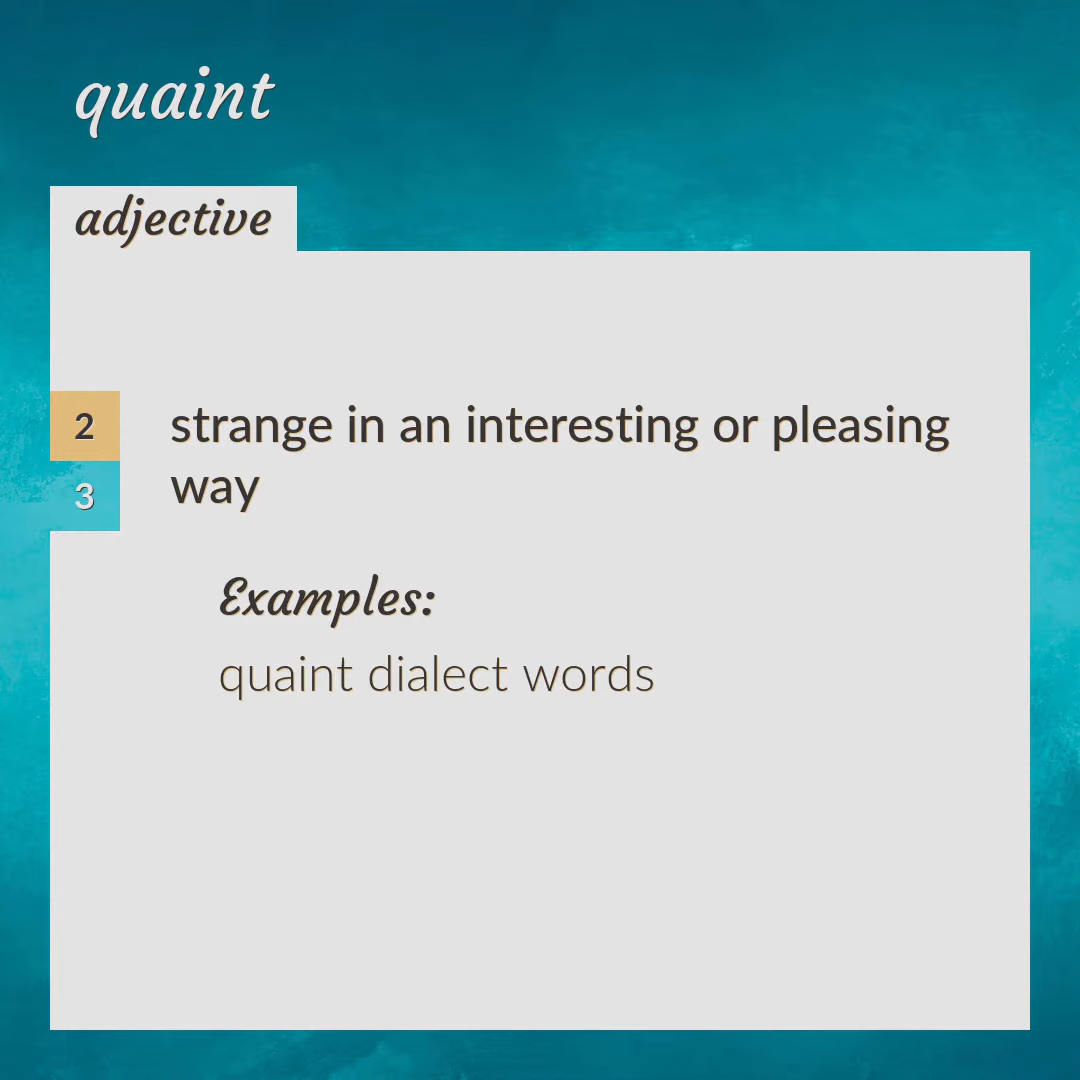 quaint
adjective
2
strange in an interesting or pleasing
way
3
Examples:
quaint dialect words